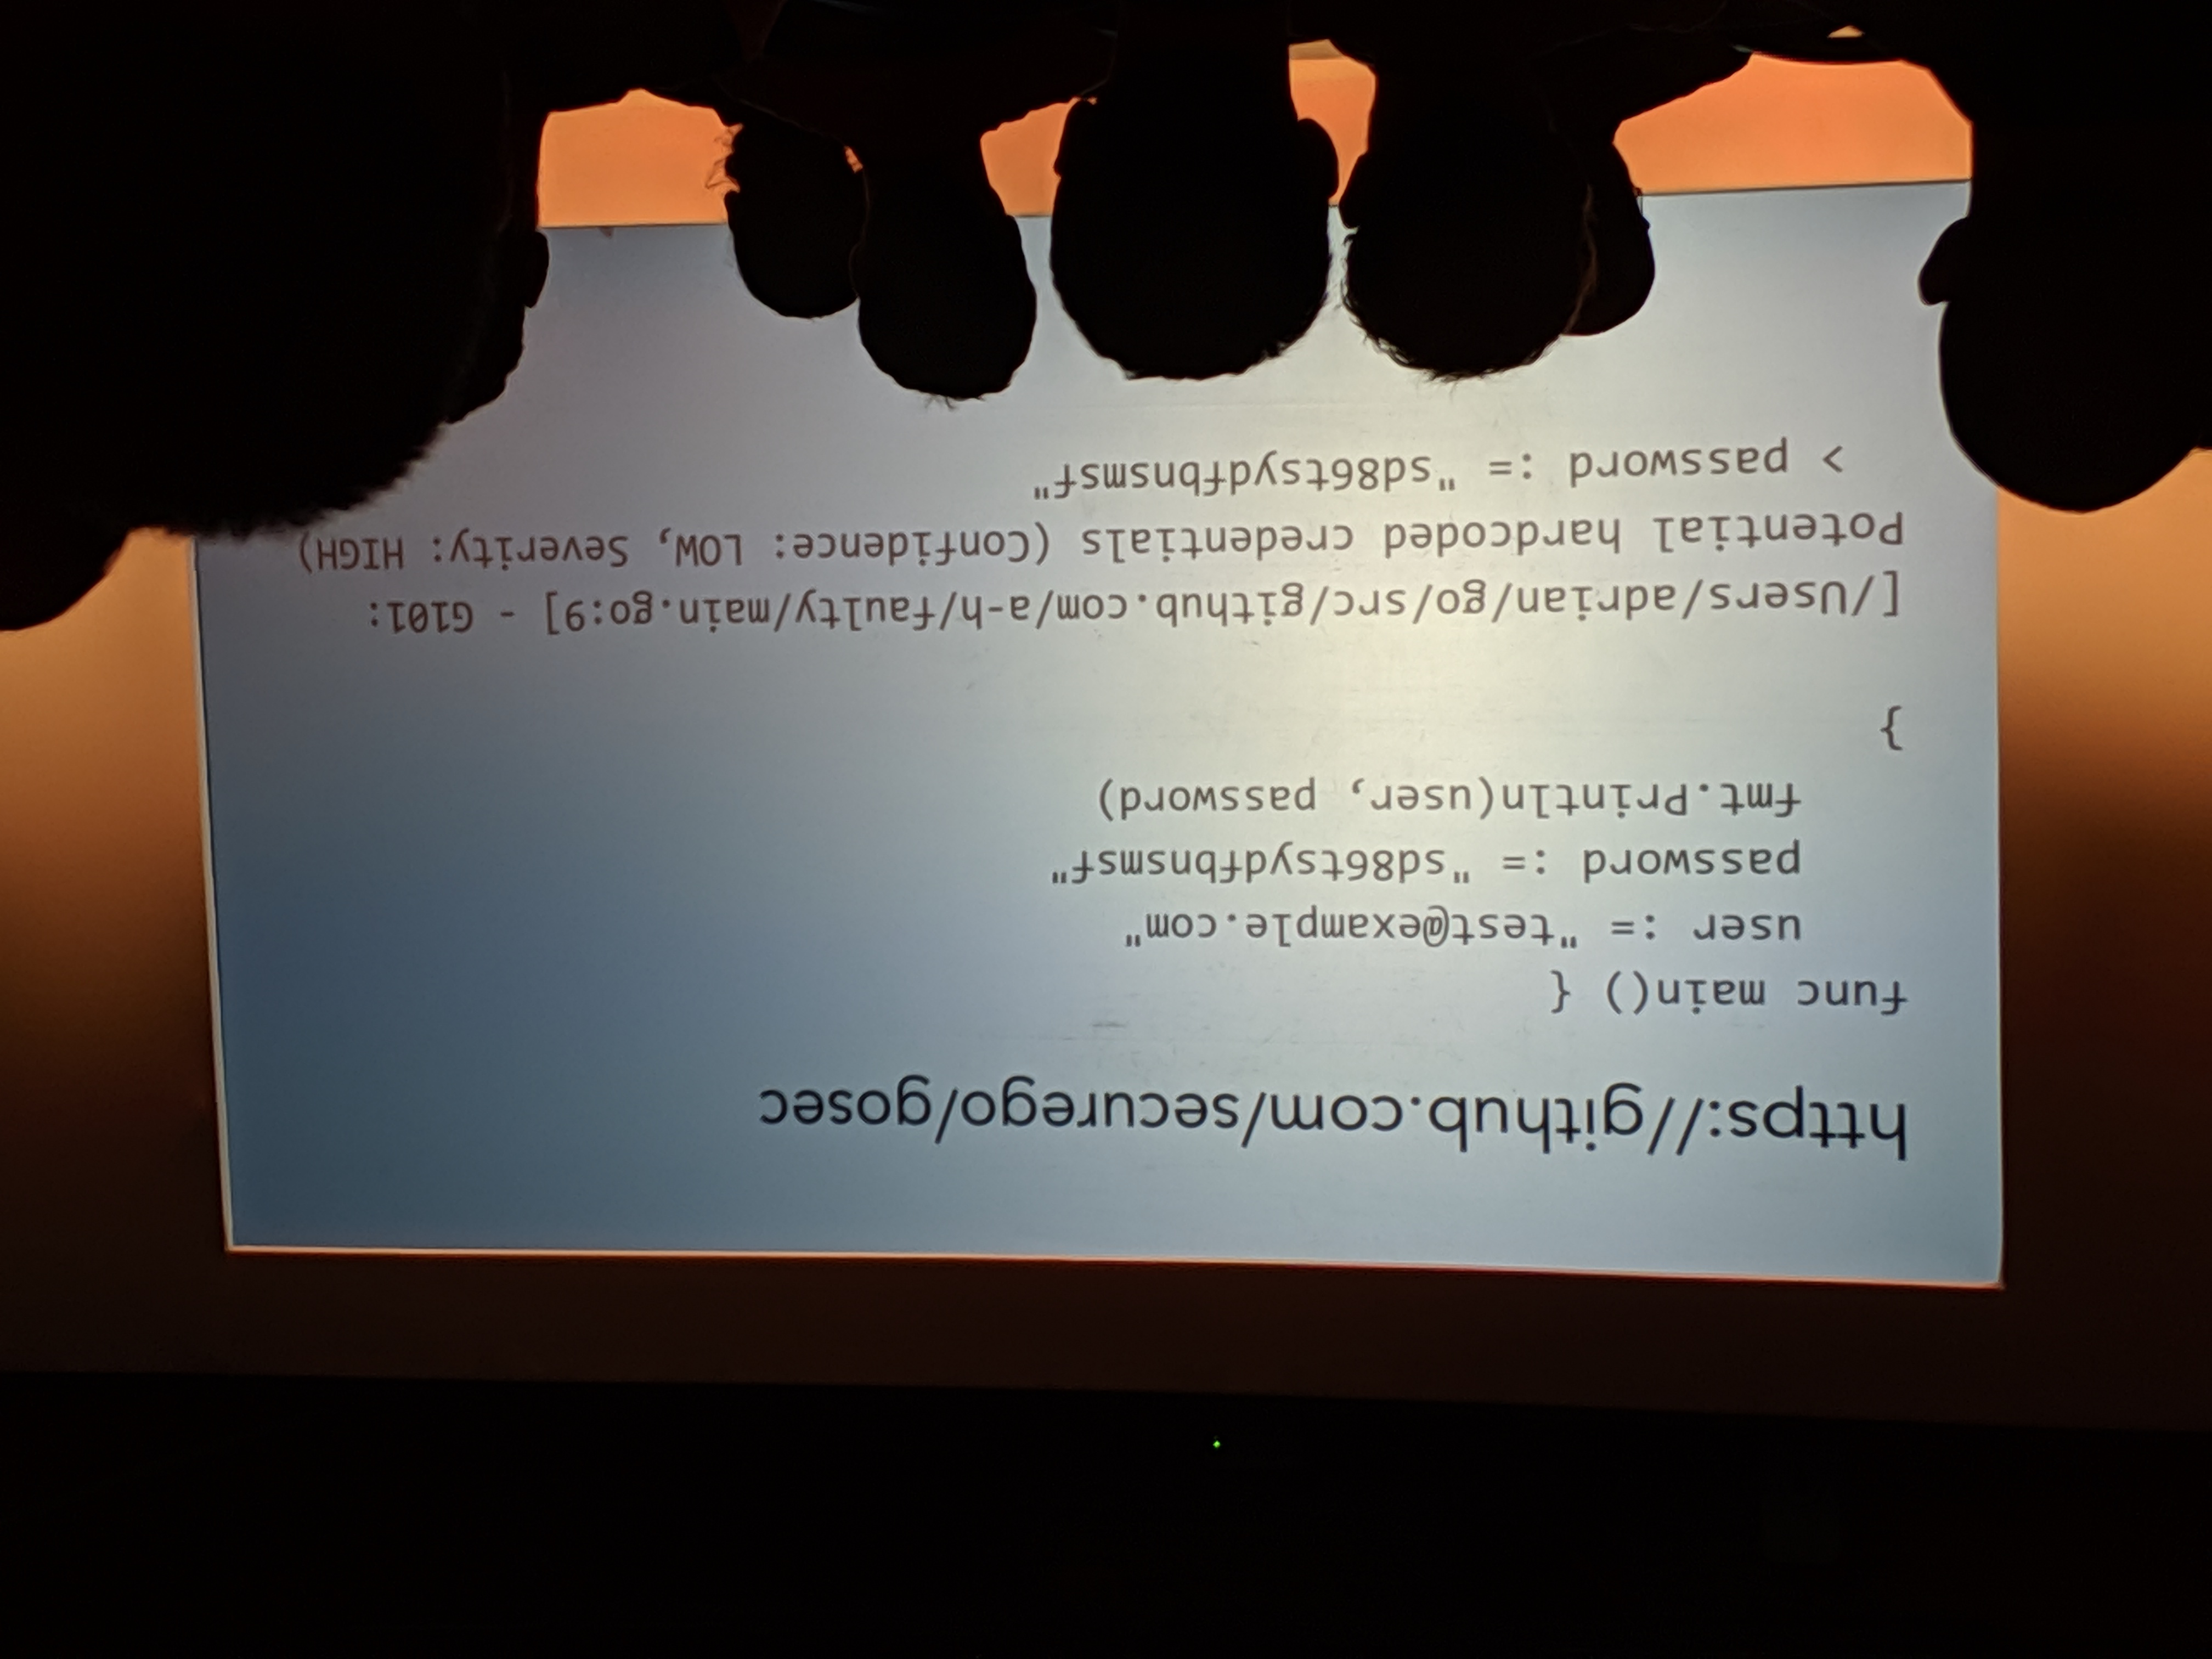 https://github.com/securego/gosec
func main() {
    user := "test@example.com"
    password := "sd86tsydfbnsmsf"
    fmt.Println(user, password)
}
[/Users/adrian/go/src/github.com/a-h/faulty/main.go:9] - G101:
Potential hardcoded credentials (Confidence: LOW, Severity: HIGH)
  > password := "sd86tsydfbnsmsf"